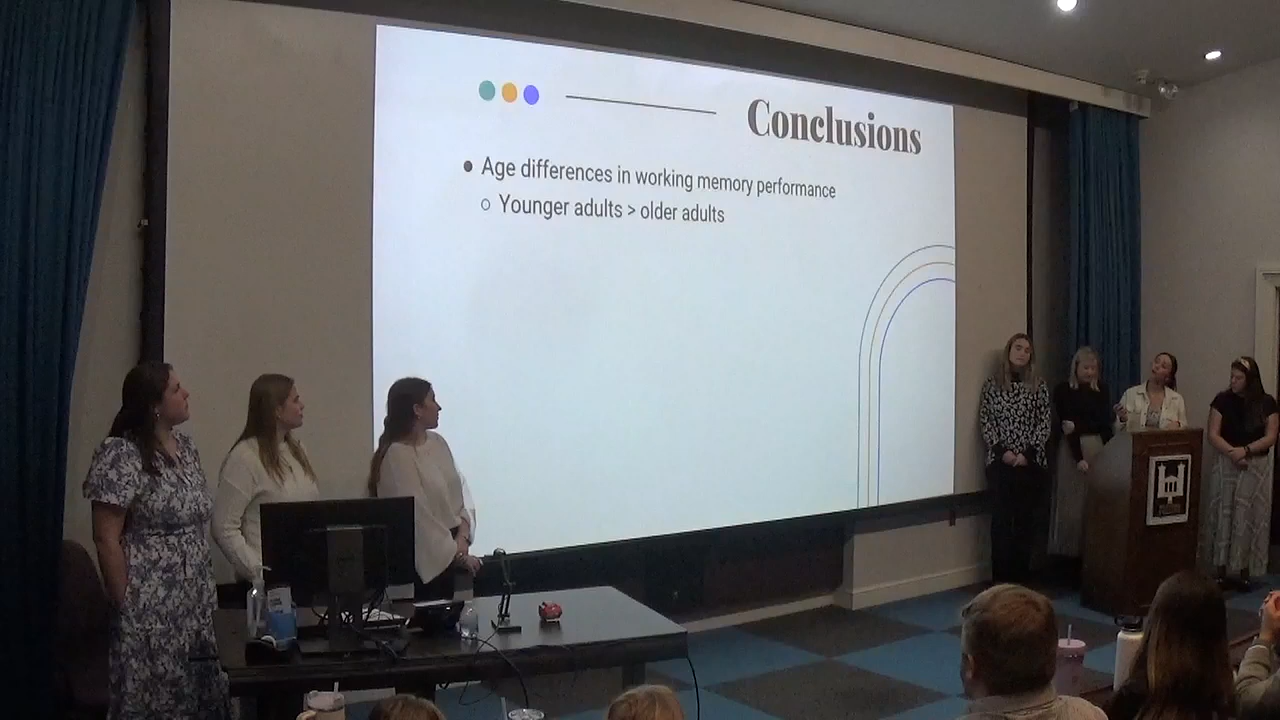 Conclusions
● Age differences in working memory performance
○ Younger adults > older adults